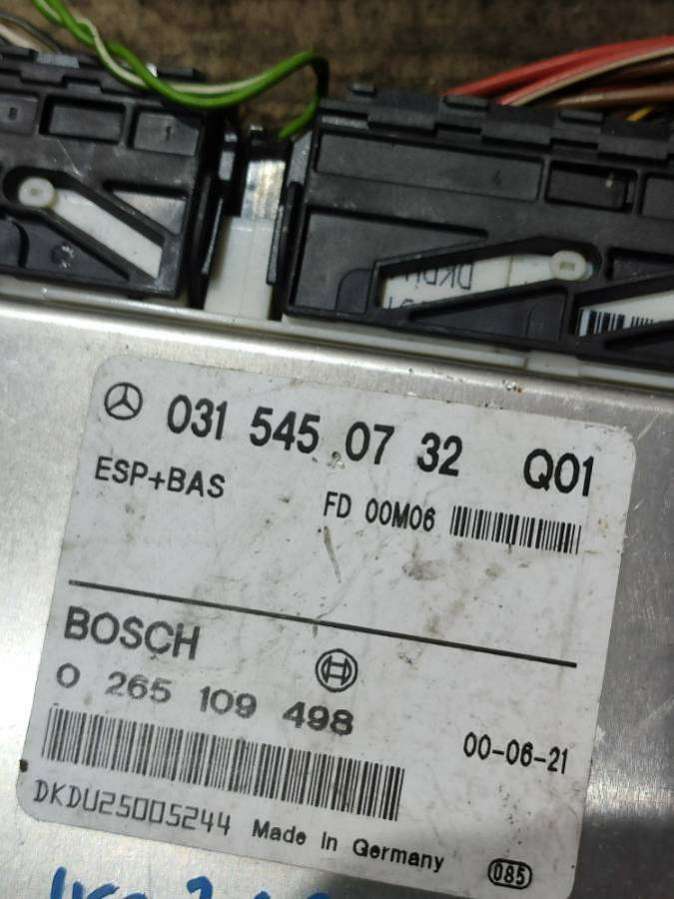 031 545 07 32 Q01
ESP+BAS
FD 00M06
BOSCH
0 265 109 498
00-06-21
DKDU25005244 Made in Germany
085